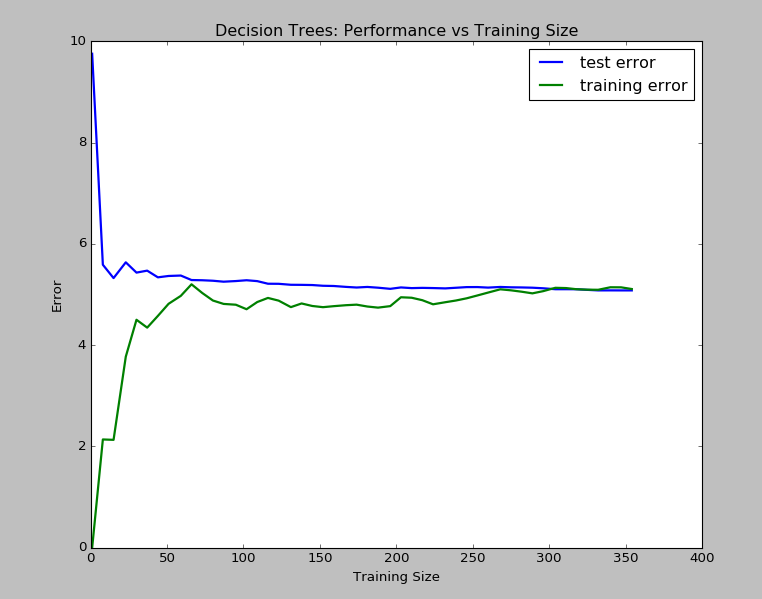 Decision Trees: Performance vs Training Size
10
8
6
4
2
0
Error
test error
training error
0 50 100 150 200 250 300 350 400
Training Size